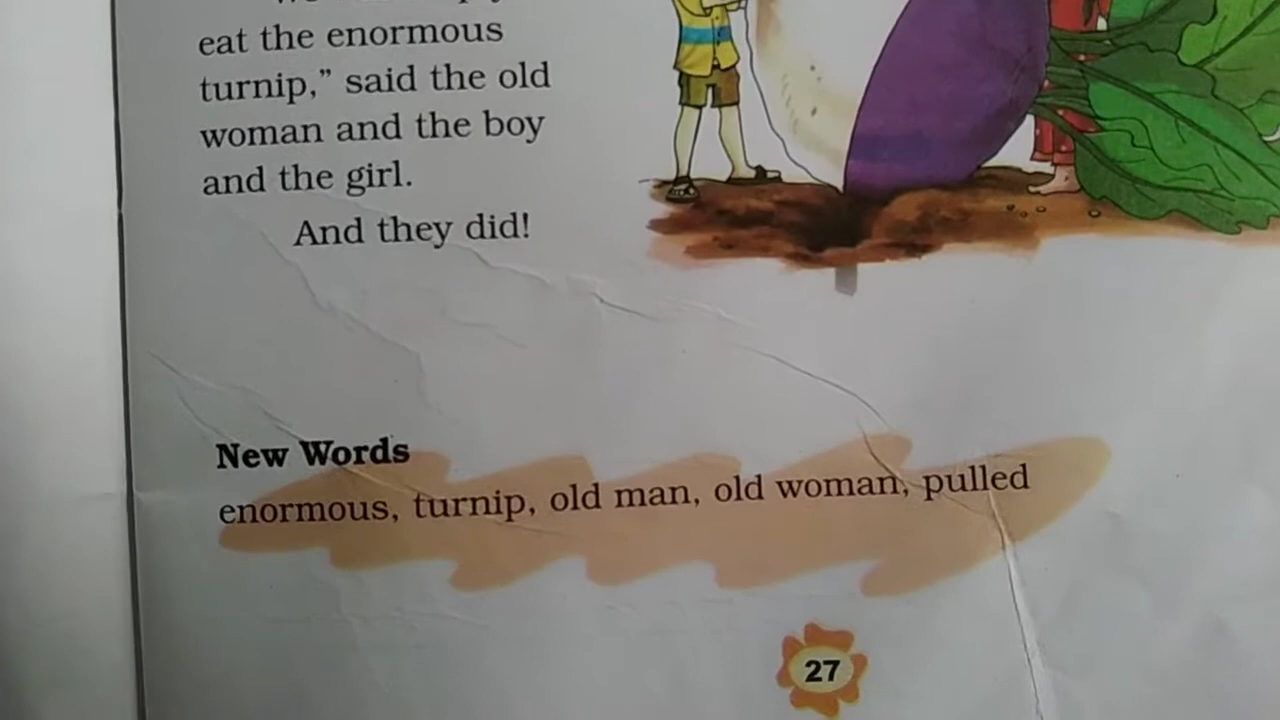 eat the enormous
turnip,” said the old
woman and the boy
and the girl.
And they did!
New Words
enormous, turnip, old man, old woman, pulled
27